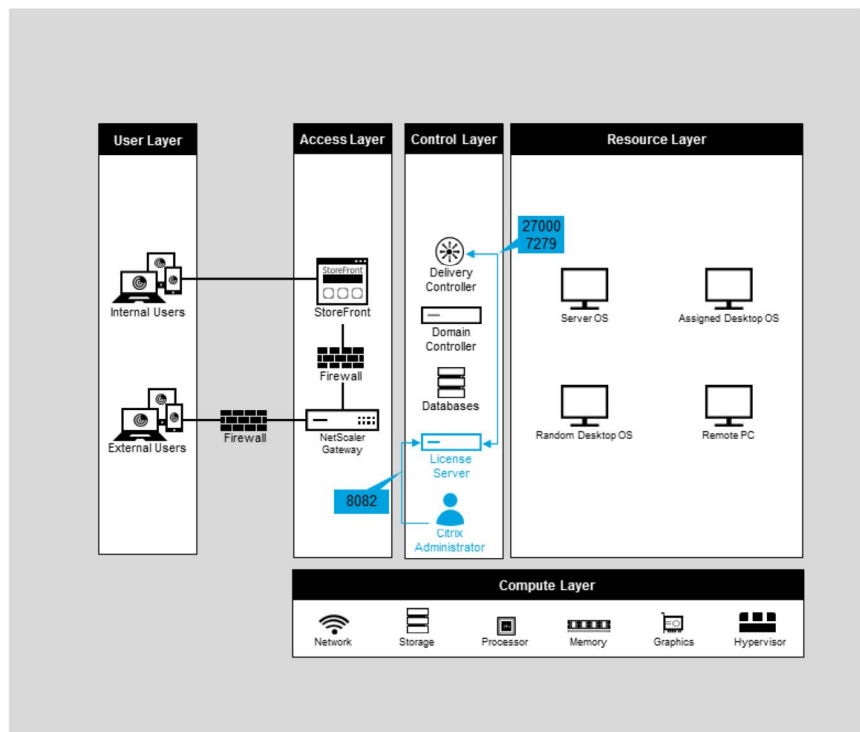 User Layer
Access Layer
Control Layer
Resource Layer
27000
7279
StoreFront
Delivery
Controller
Internal Users
StoreFront
Server OS
Assigned Desktop OS
Domain
Controller
Firewall
Databases
External Users
Firewall
NetScaler
Gateway
License
Server
Random Desktop OS
Remote PC
8082
Citrix
Administrator
Compute Layer
Network
Storage
Processor
Memory
Graphics
Hypervisor